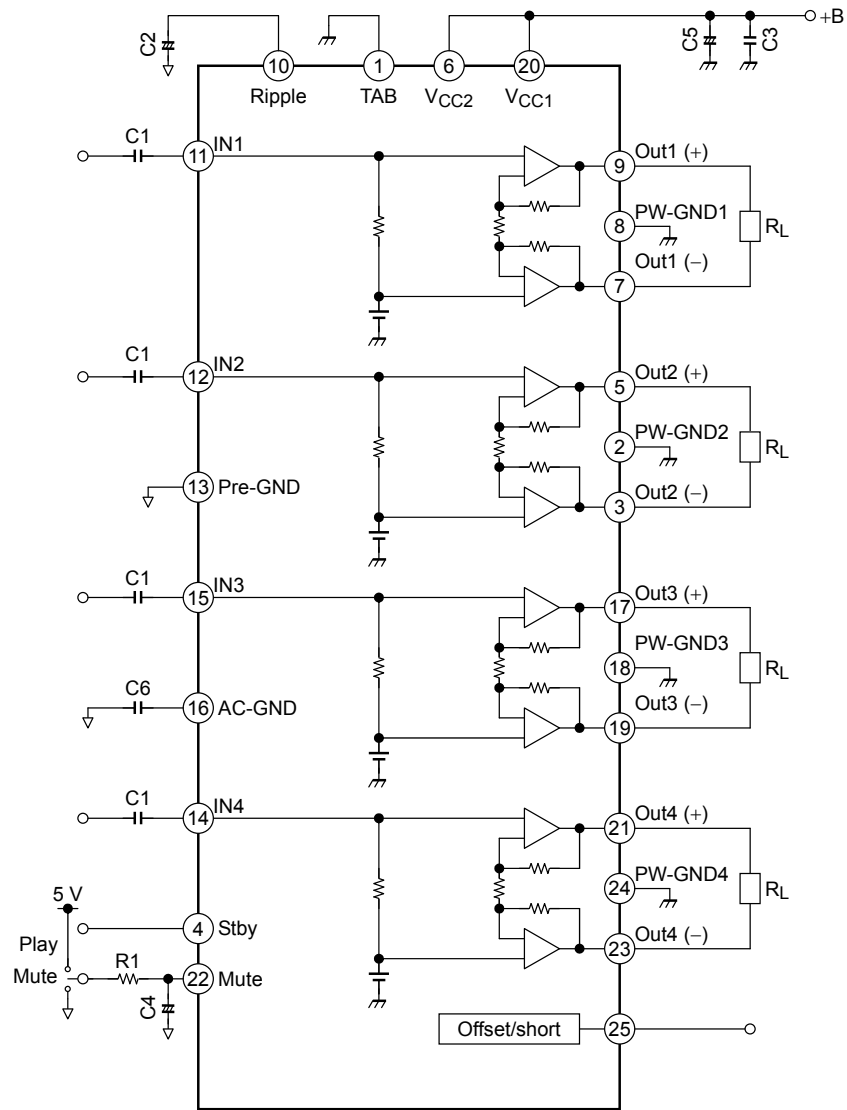 C2
C5
C3
+B
10
1
6
20
Ripple
TAB
VCC2
VCC1
C1
11
IN1
9
Out1 (+)
8
PW-GND1
RL
Out1 (−)
7
C1
12
IN2
5
Out2 (+)
2
PW-GND2
RL
13
Pre-GND
3
Out2 (−)
C1
15
IN3
17
Out3 (+)
18
PW-GND3
RL
C6
16
AC-GND
19
Out3 (−)
C1
14
IN4
21
Out4 (+)
24
PW-GND4
RL
5 V
4
Stby
23
Out4 (−)
Play
Mute
R1
22
Mute
C4
Offset/short
25